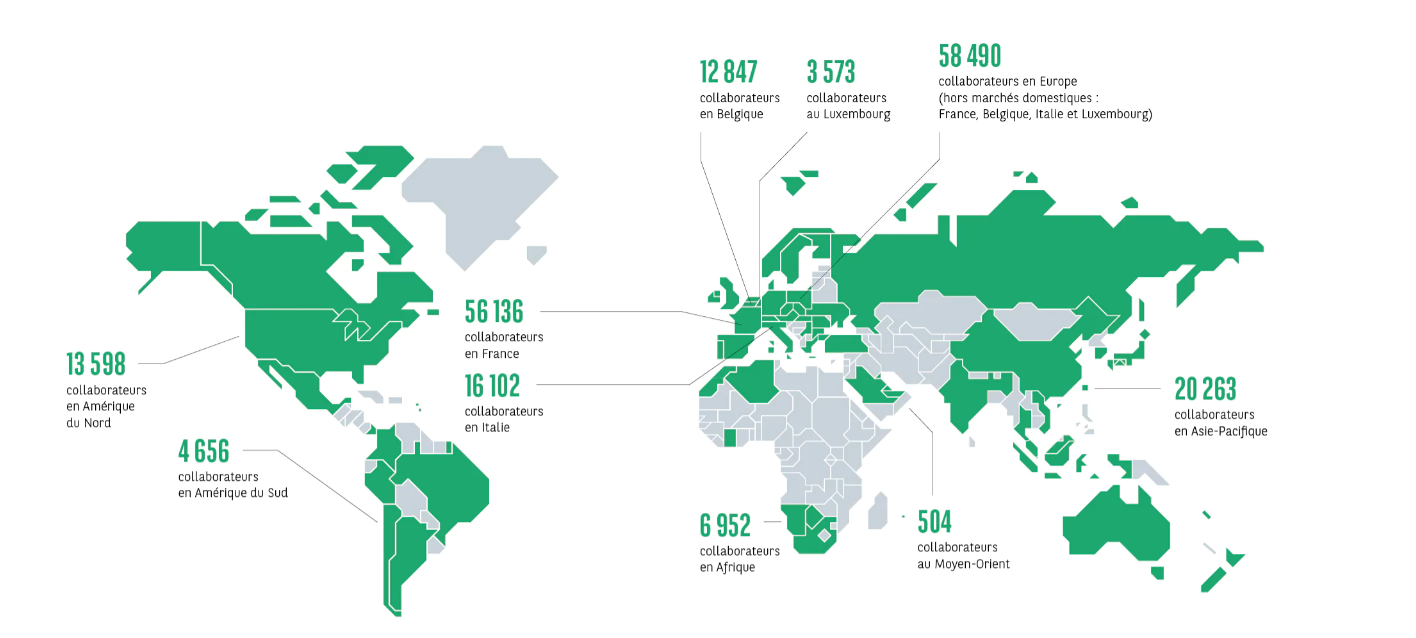 12 847
collaborateurs
en Belgique
3 573
collaborateurs
au Luxembourg
58 490
collaborateurs en Europe
(hors marchés domestiques :
France, Belgique, Italie et Luxembourg)
56 136
collaborateurs
en France
16 102
collaborateurs
en Italie
13 598
collaborateurs
en Amérique
du Nord
4 656
collaborateurs
en Amérique du Sud
20 263
collaborateurs
en Asie-Pacifique
6 952
collaborateurs
en Afrique
504
collaborateurs
au Moyen-Orient